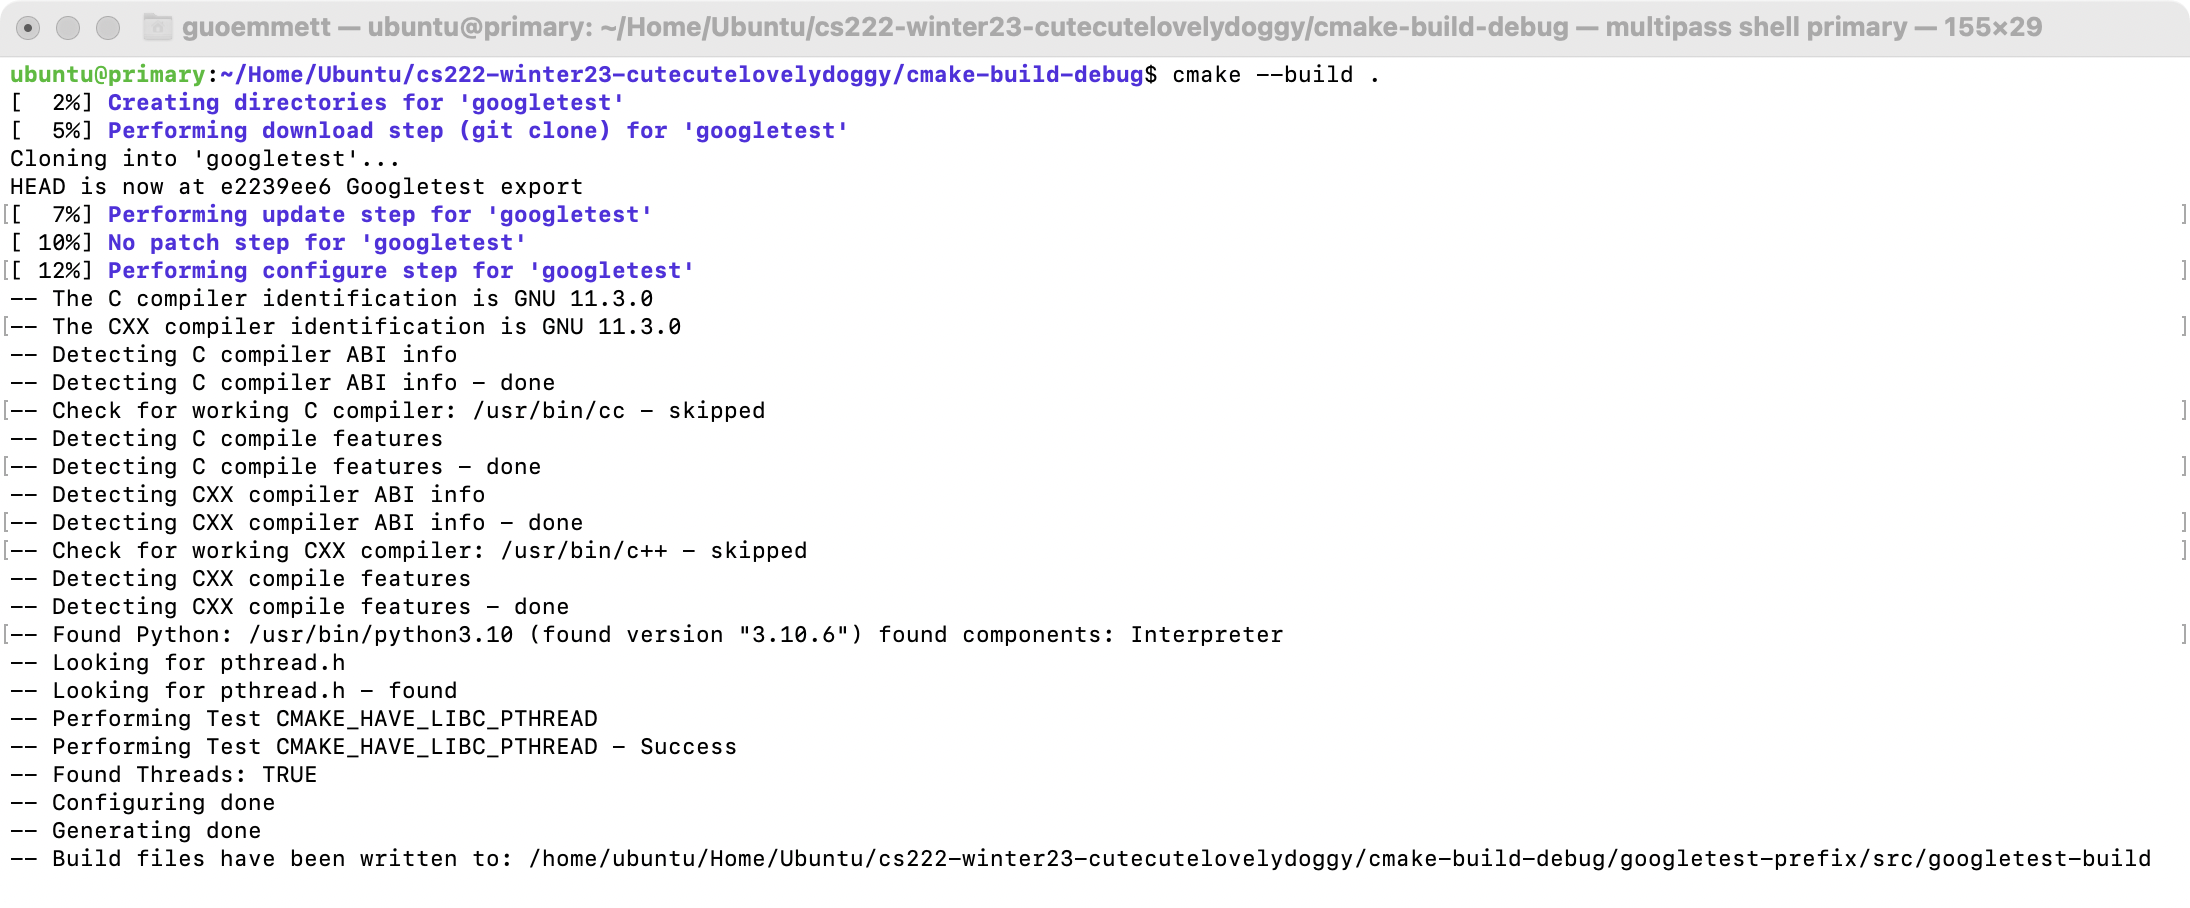 guoemmett — ubuntu@primary: ~/Home/Ubuntu/cs222-winter23-cutecutelovelydoggy/cmake-build-debug — multipass shell primary — 155×29
ubuntu@primary:~/Home/Ubuntu/cs222-winter23-cutecutelovelydoggy/cmake-build-debug$ cmake --build .
[  2%] Creating directories for 'googletest'
[  5%] Performing download step (git clone) for 'googletest'
Cloning into 'googletest'...
HEAD is now at e2239ee6 Googletest export
[  7%] Performing update step for 'googletest'
[ 10%] No patch step for 'googletest'
[ 12%] Performing configure step for 'googletest'
-- The C compiler identification is GNU 11.3.0
-- The CXX compiler identification is GNU 11.3.0
-- Detecting C compiler ABI info
-- Detecting C compiler ABI info - done
-- Check for working C compiler: /usr/bin/cc - skipped
-- Detecting C compile features
-- Detecting C compile features - done
-- Detecting CXX compiler ABI info
-- Detecting CXX compiler ABI info - done
-- Check for working CXX compiler: /usr/bin/c++ - skipped
-- Detecting CXX compile features
-- Detecting CXX compile features - done
-- Found Python: /usr/bin/python3.10 (found version "3.10.6") found components: Interpreter
-- Looking for pthread.h
-- Looking for pthread.h - found
-- Performing Test CMAKE_HAVE_LIBC_PTHREAD
-- Performing Test CMAKE_HAVE_LIBC_PTHREAD - Success
-- Found Threads: TRUE
-- Configuring done
-- Generating done
-- Build files have been written to: /home/ubuntu/Home/Ubuntu/cs222-winter23-cutecutelovelydoggy/cmake-build-debug/googletest-prefix/src/googletest-build